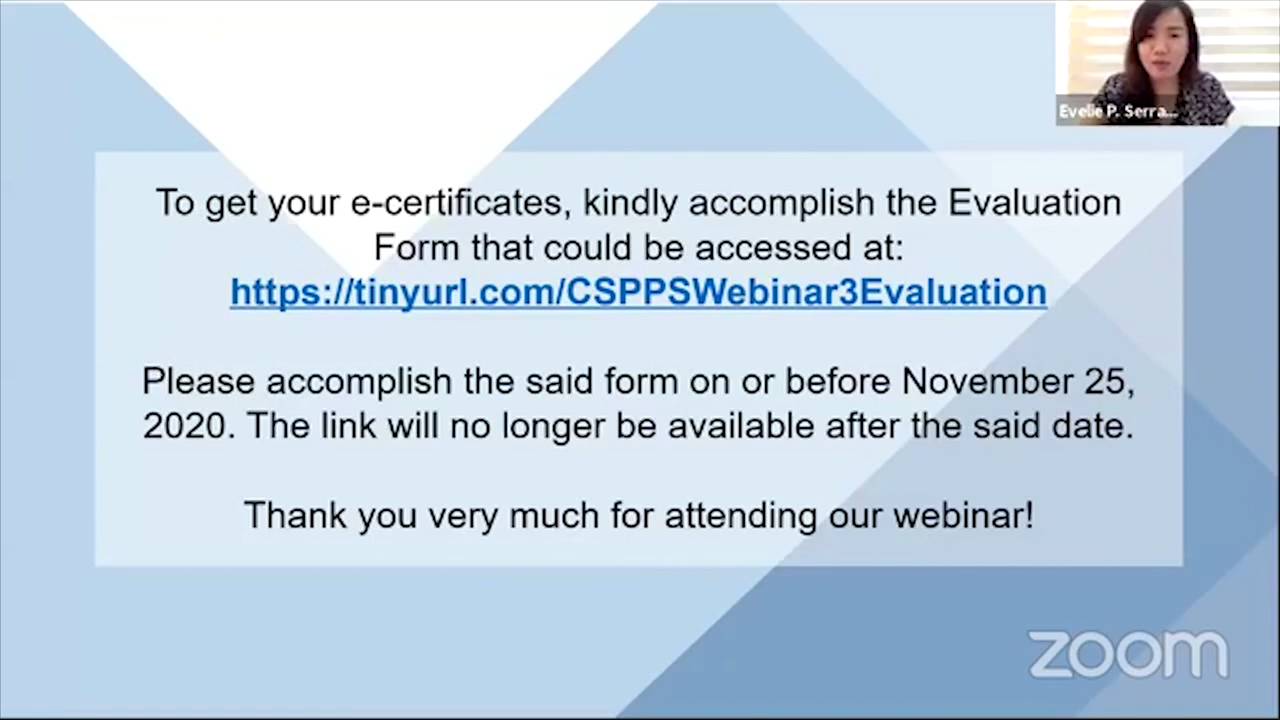 Evelie P. Serra...
To get your e-certificates, kindly accomplish the Evaluation
Form that could be accessed at:
https://tinyurl.com/CSPPSWebinar3Evaluation
Please accomplish the said form on or before November 25,
2020. The link will no longer be available after the said date.
Thank you very much for attending our webinar!
zoom